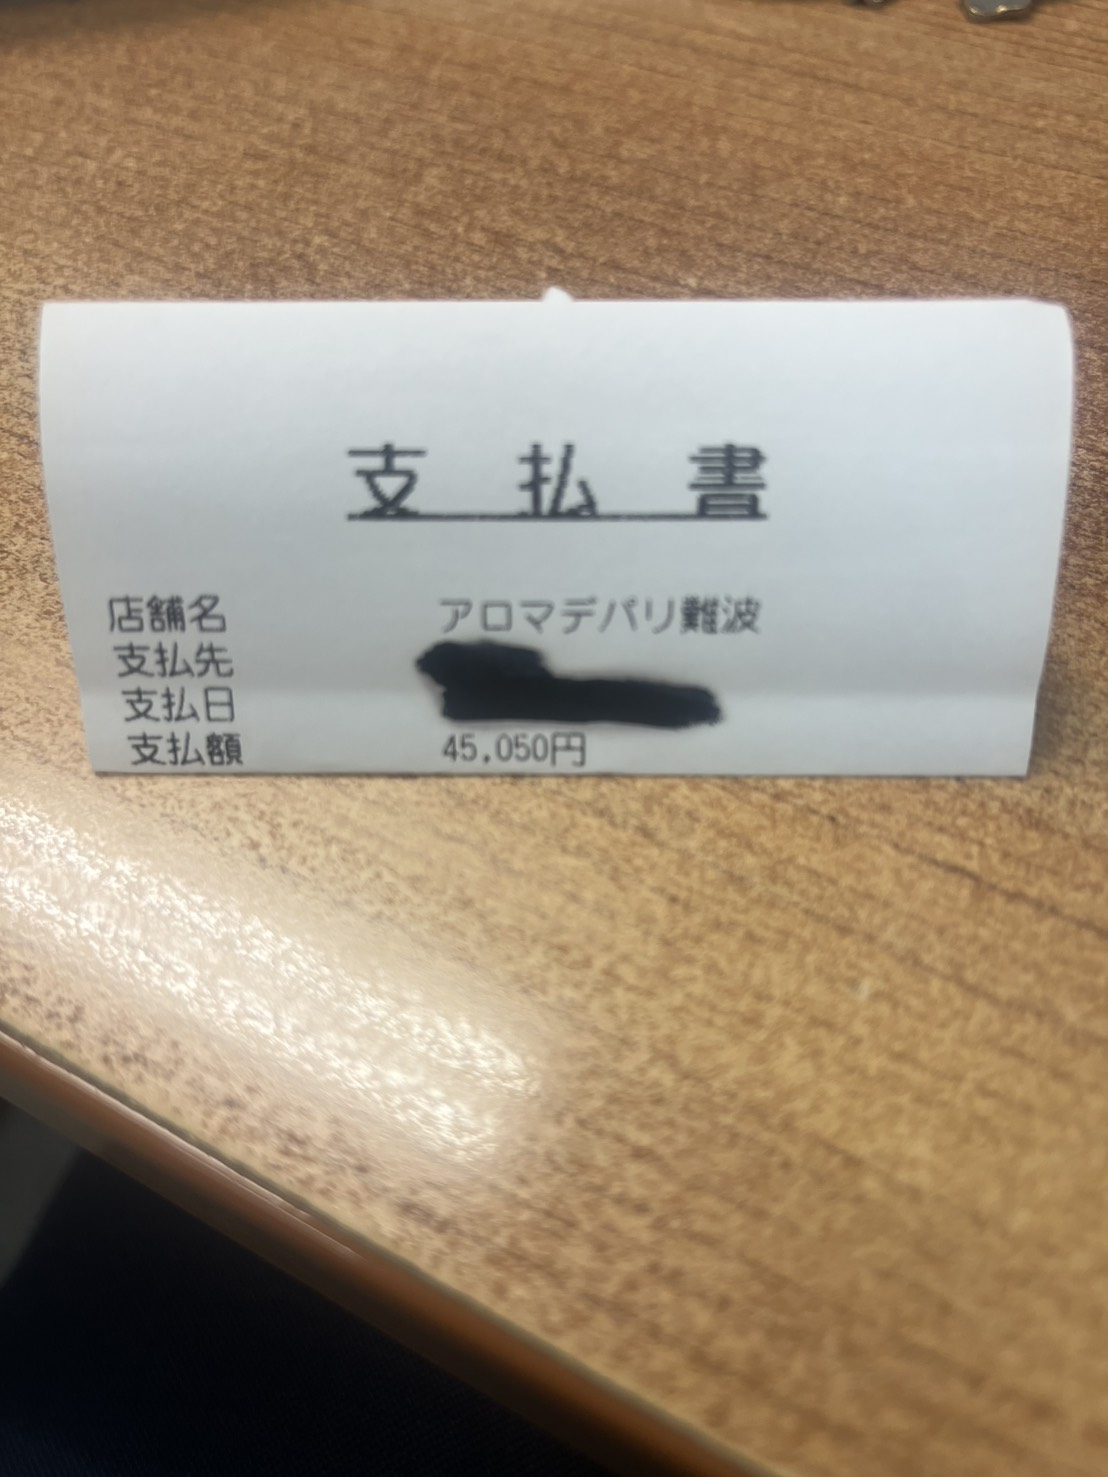 支払書
店舗名 アロマデパリ難波
支払先
支払日
支払額 45,050円